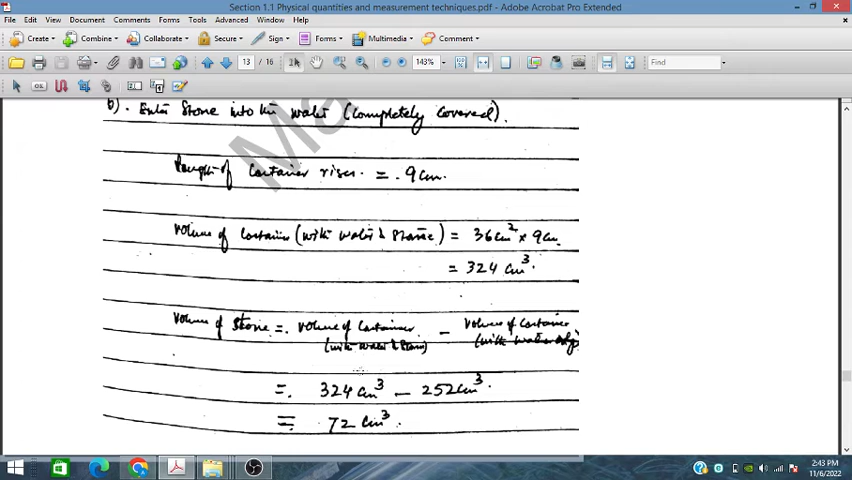 Section 1.1 Physical quantities and measurement techniques.pdf - Adobe Acrobat Pro Extended
File Edit View Document Comments Forms Tools Advanced Window Help
Create Combine Collaborate Secure Sign Forms Multimedia Comment
13 / 16 143% Find
b). Enter Stone into the water (completely covered).
Height of Container rises. = . 9cm.
Volume of Container (with water & Stone) = 36cm² × 9cm
= 324 cm³.
Volume of Stone =. Volume of Container (with water & Stone) − Volume of Container (with water only)
=. 324 cm³ − 252cm³.
= 72 cm³.
2:43 PM
11/6/2022